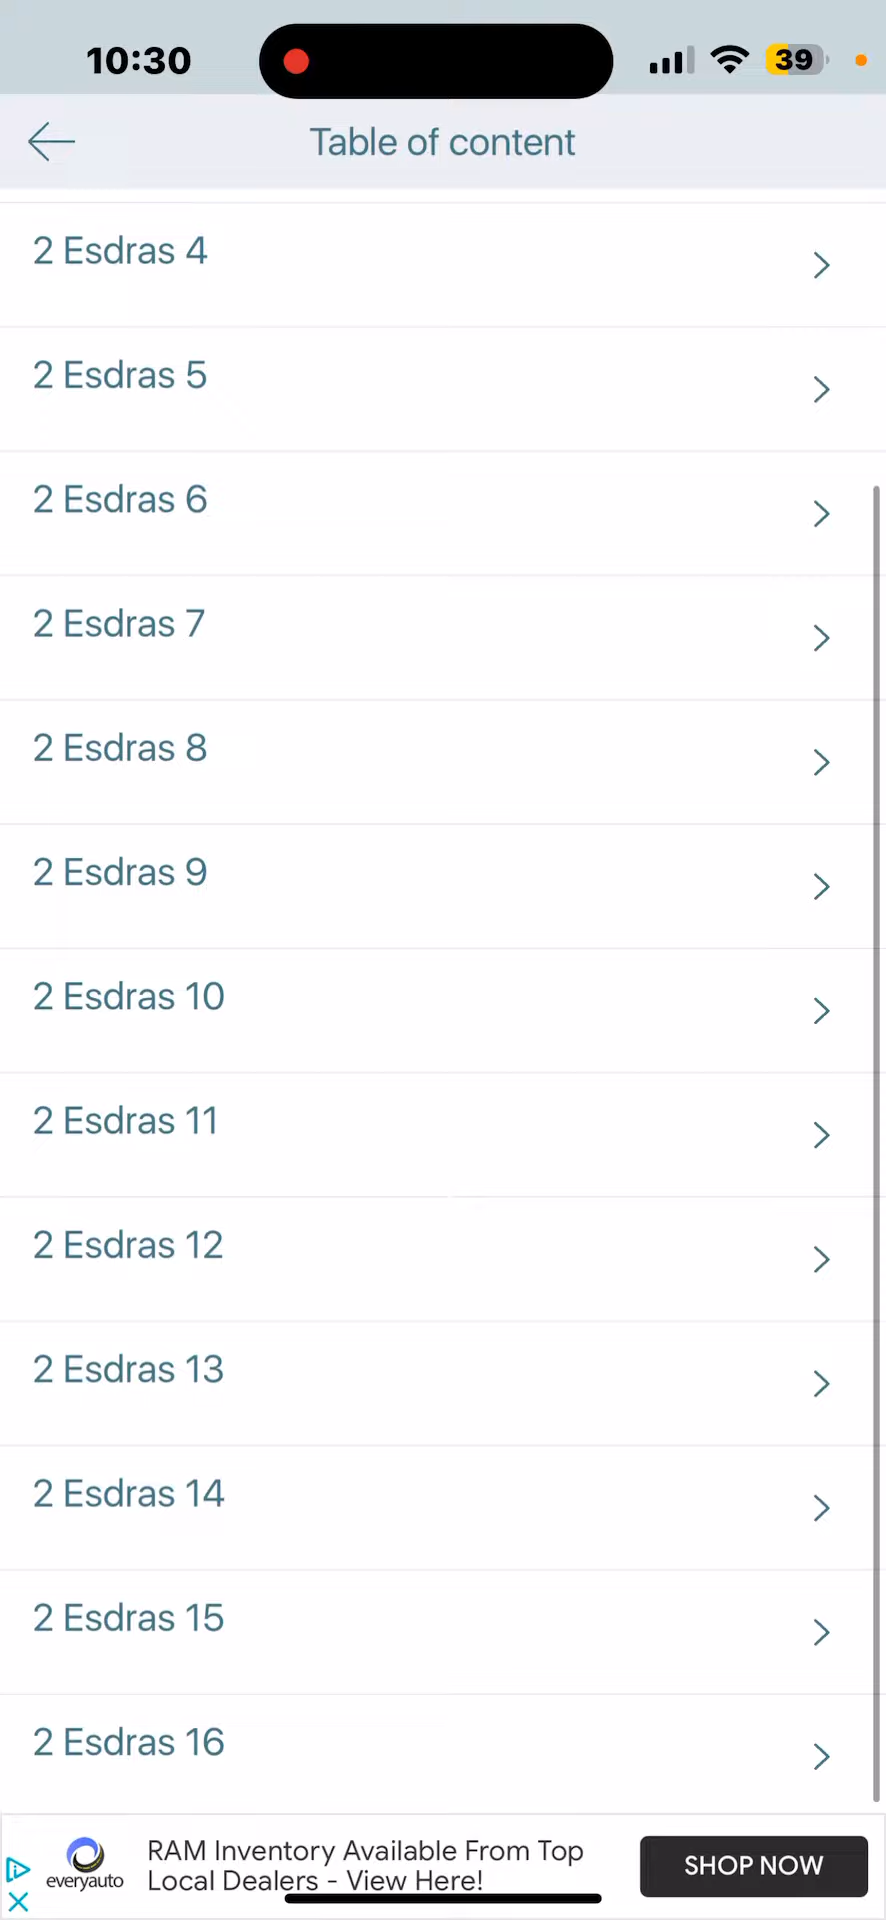 10:30
39
Table of content
2 Esdras 4
2 Esdras 5
2 Esdras 6
2 Esdras 7
2 Esdras 8
2 Esdras 9
2 Esdras 10
2 Esdras 11
2 Esdras 12
2 Esdras 13
2 Esdras 14
2 Esdras 15
2 Esdras 16
everyauto
RAM Inventory Available From Top
Local Dealers - View Here!
SHOP NOW